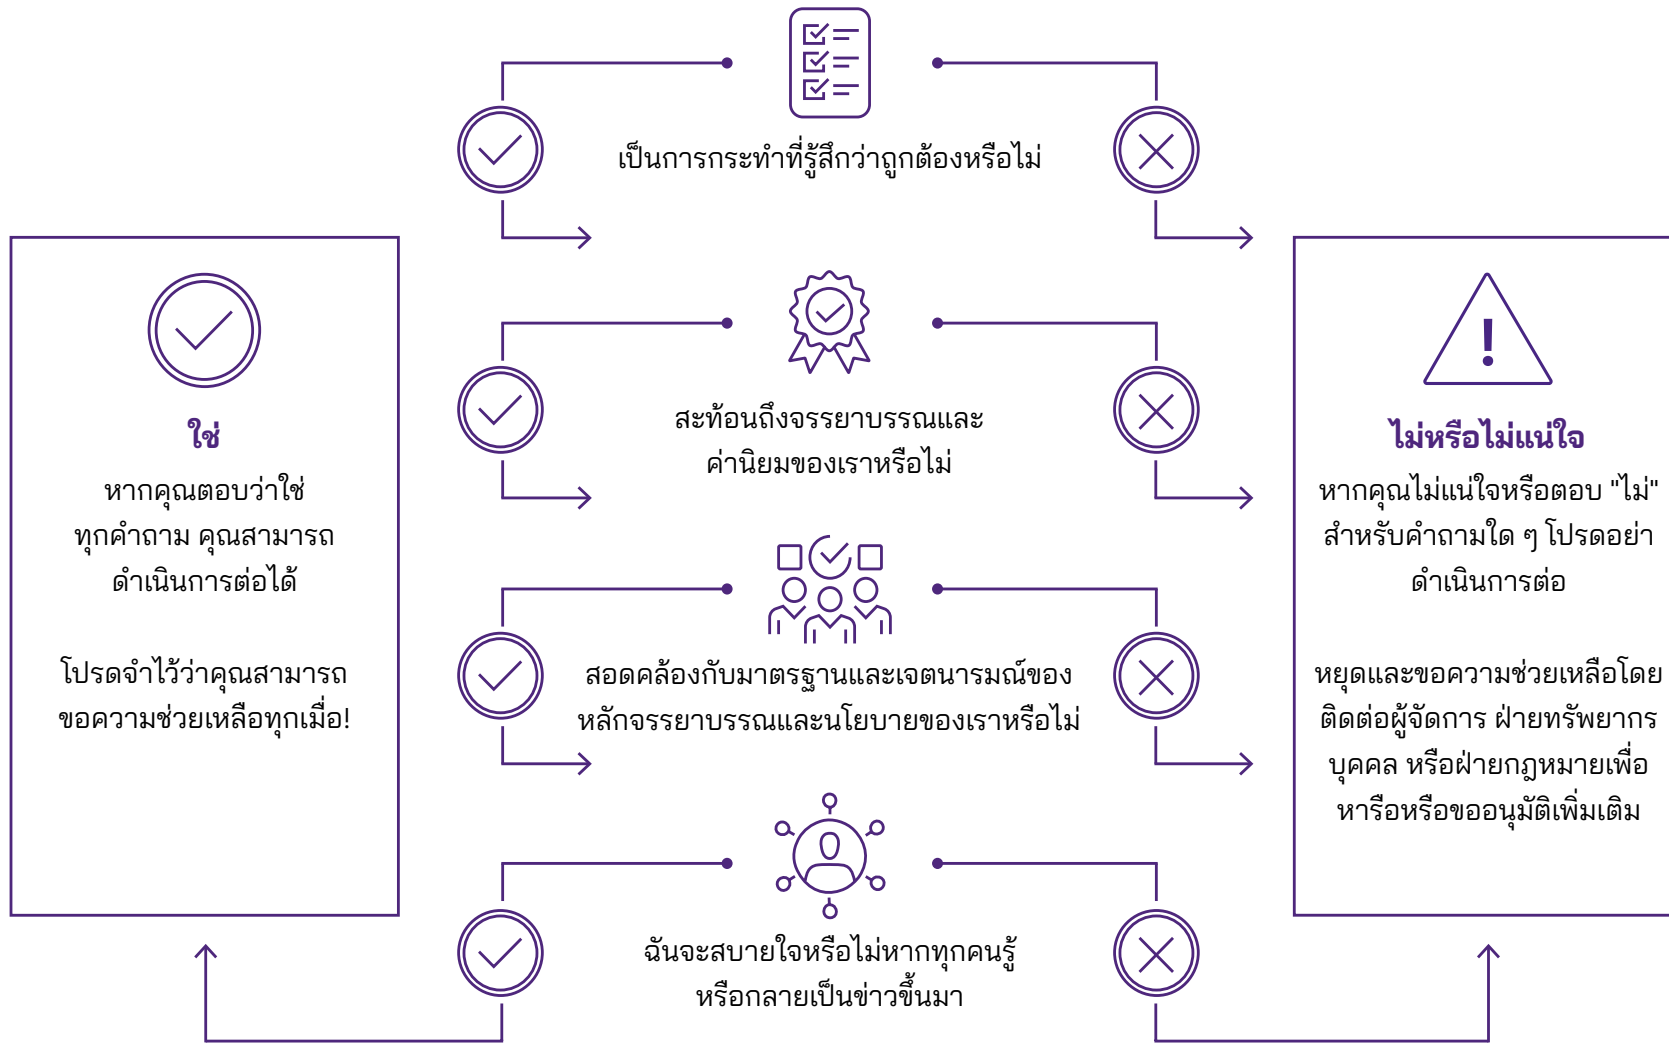 เป็นการกระทำที่รู้สึกว่าถูกต้องหรือไม่
สะท้อนถึงจรรยาบรรณและ
ค่านิยมของเราหรือไม่
สอดคล้องกับมาตรฐานและเจตนารมณ์ของ
หลักจรรยาบรรณและนโยบายของเราหรือไม่
ฉันจะสบายใจหรือไม่หากทุกคนรู้
หรือกลายเป็นข่าวขึ้นมา
ใช่
หากคุณตอบว่าใช่
ทุกคำถาม คุณสามารถ
ดำเนินการต่อได้
โปรดจำไว้ว่าคุณสามารถ
ขอความช่วยเหลือทุกเมื่อ!
ไม่หรือไม่แน่ใจ
หากคุณไม่แน่ใจหรือตอบ "ไม่"
สำหรับคำถามใด ๆ โปรดอย่า
ดำเนินการต่อ
หยุดและขอความช่วยเหลือโดย
ติดต่อผู้จัดการ ฝ่ายทรัพยากร
บุคคล หรือฝ่ายกฎหมายเพื่อ
หารือหรือขออนุมัติเพิ่มเติม